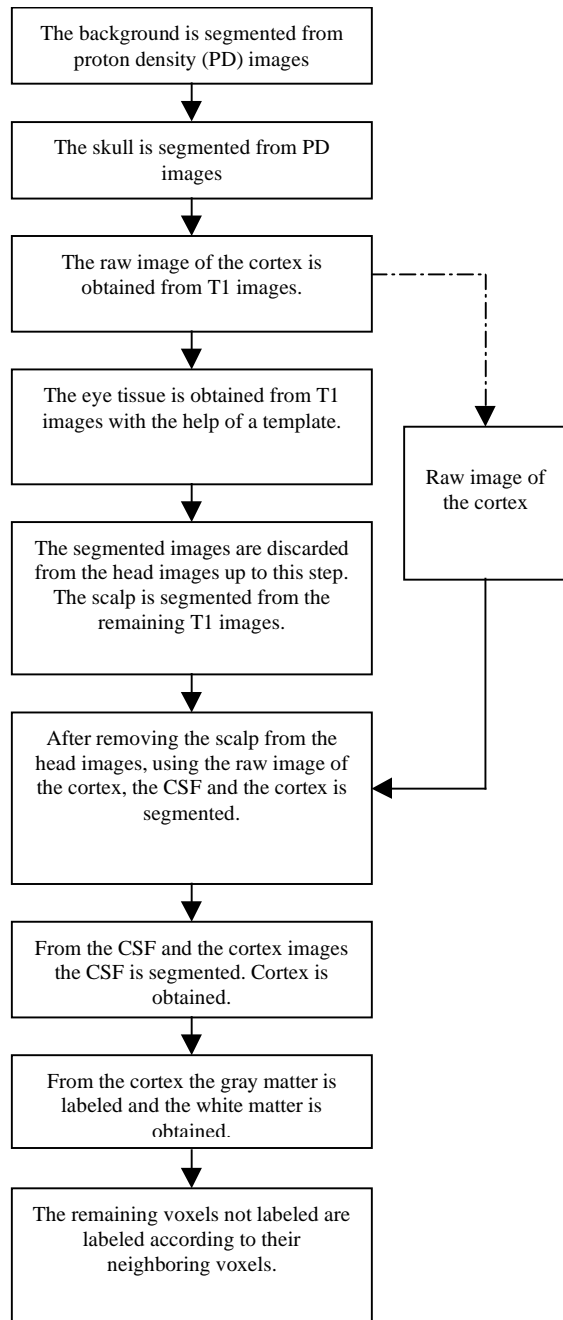 The background is segmented from
proton density (PD) images
The skull is segmented from PD
images
The raw image of the cortex is
obtained from T1 images.
The eye tissue is obtained from T1
images with the help of a template.
Raw image of
the cortex
The segmented images are discarded
from the head images up to this step.
The scalp is segmented from the
remaining T1 images.
After removing the scalp from the
head images, using the raw image of
the cortex, the CSF and the cortex is
segmented.
From the CSF and the cortex images
the CSF is segmented. Cortex is
obtained.
From the cortex the gray matter is
labeled and the white matter is
obtained.
The remaining voxels not labeled are
labeled according to their
neighboring voxels.